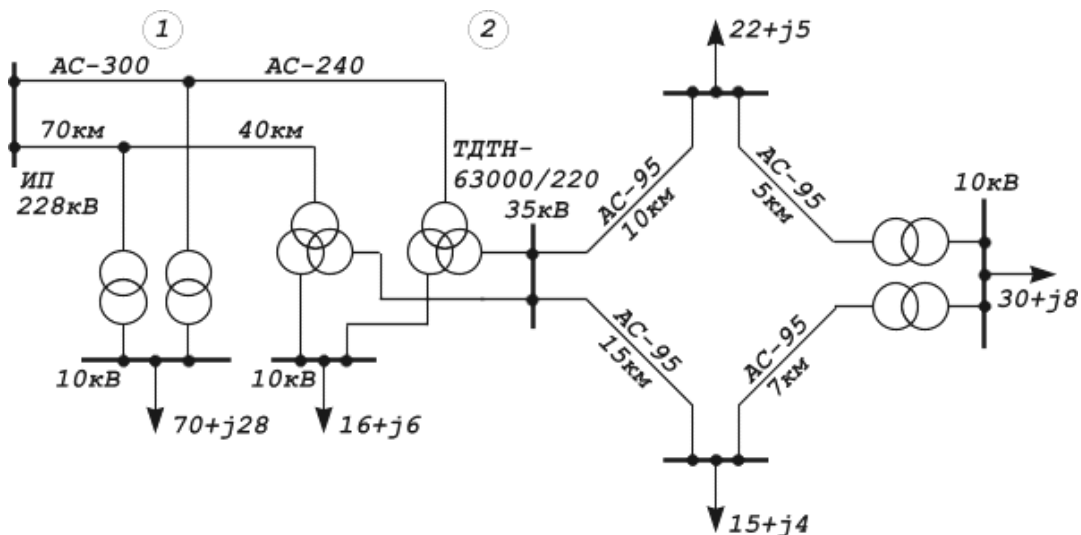 1
2
АС-300
АС-240
70км
40км
ИП
228кВ
ТДТН-
63000/220
35кВ
22+j5
АС-95
10км
АС-95
5км
10кВ
30+j8
АС-95
15км
АС-95
7км
10кВ
70+j28
10кВ
16+j6
15+j4